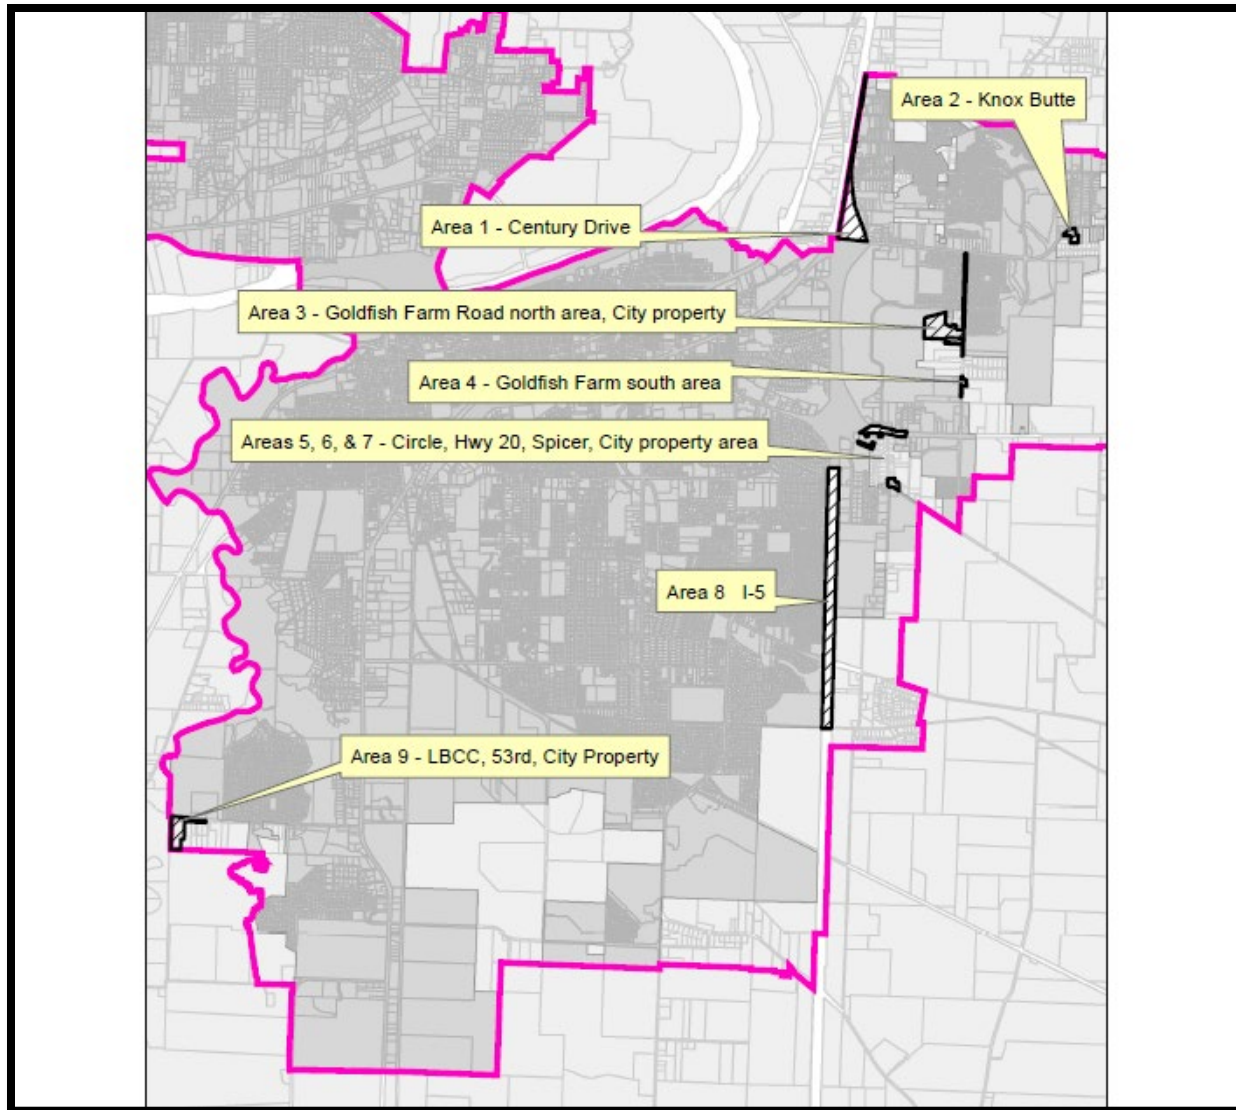 Area 2 - Knox Butte
Area 1 - Century Drive
Area 3 - Goldfish Farm Road north area, City property
Area 4 - Goldfish Farm south area
Areas 5, 6, & 7 - Circle, Hwy 20, Spicer, City property area
Area 8 I-5
Area 9 - LBCC, 53rd, City Property